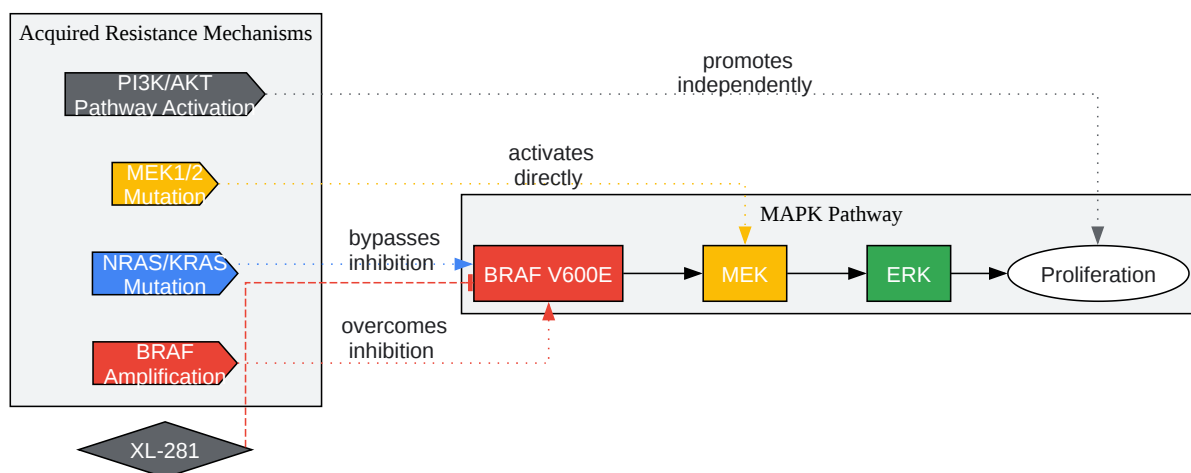 Acquired Resistance Mechanisms
PI3K/AKT
Pathway Activation
MEK1/2
Mutation
NRAS/KRAS
Mutation
BRAF
Amplification
XL-281
promotes
independently
activates
directly
bypasses
inhibition
overcomes
inhibition
MAPK Pathway
BRAF V600E
MEK
ERK
Proliferation